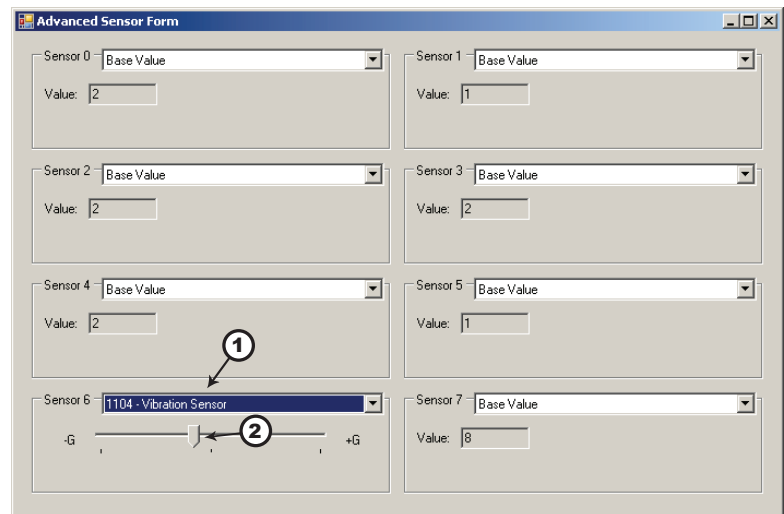 Advanced Sensor Form
Sensor 0 Base Value
Value: 2
Sensor 1 Base Value
Value: 1
Sensor 2 Base Value
Value: 2
Sensor 3 Base Value
Value: 2
Sensor 4 Base Value
Value: 2
Sensor 5 Base Value
Value: 1
1
Sensor 6 1104 - Vibration Sensor
-G +G
2
Sensor 7 Base Value
Value: 8